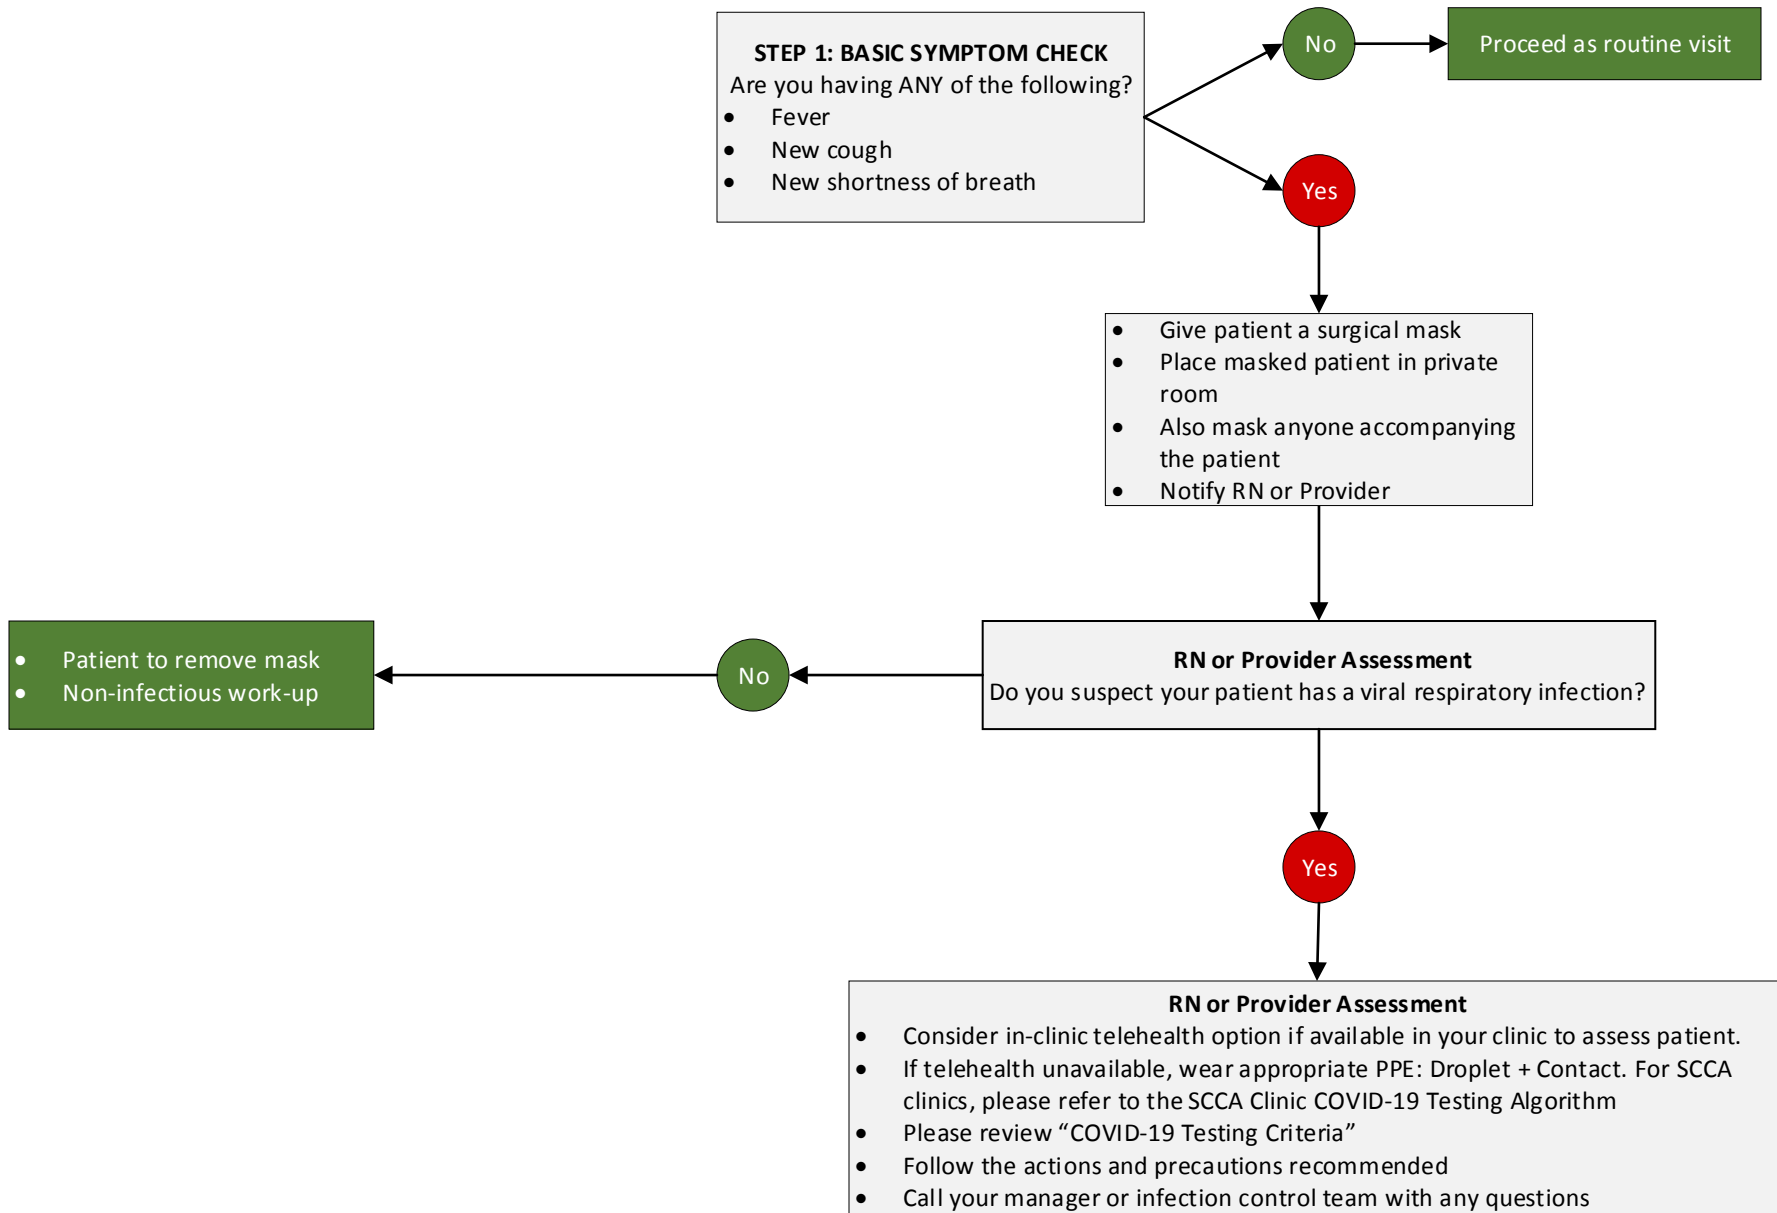 STEP 1: BASIC SYMPTOM CHECK
Are you having ANY of the following?
• Fever
• New cough
• New shortness of breath
No
Proceed as routine visit
Yes
• Give patient a surgical mask
• Place masked patient in private
room
• Also mask anyone accompanying
the patient
• Notify RN or Provider
RN or Provider Assessment
Do you suspect your patient has a viral respiratory infection?
No
• Patient to remove mask
• Non-infectious work-up
Yes
RN or Provider Assessment
• Consider in-clinic telehealth option if available in your clinic to assess patient.
• If telehealth unavailable, wear appropriate PPE: Droplet + Contact. For SCCA
clinics, please refer to the SCCA Clinic COVID-19 Testing Algorithm
• Please review “COVID-19 Testing Criteria”
• Follow the actions and precautions recommended
• Call your manager or infection control team with any questions